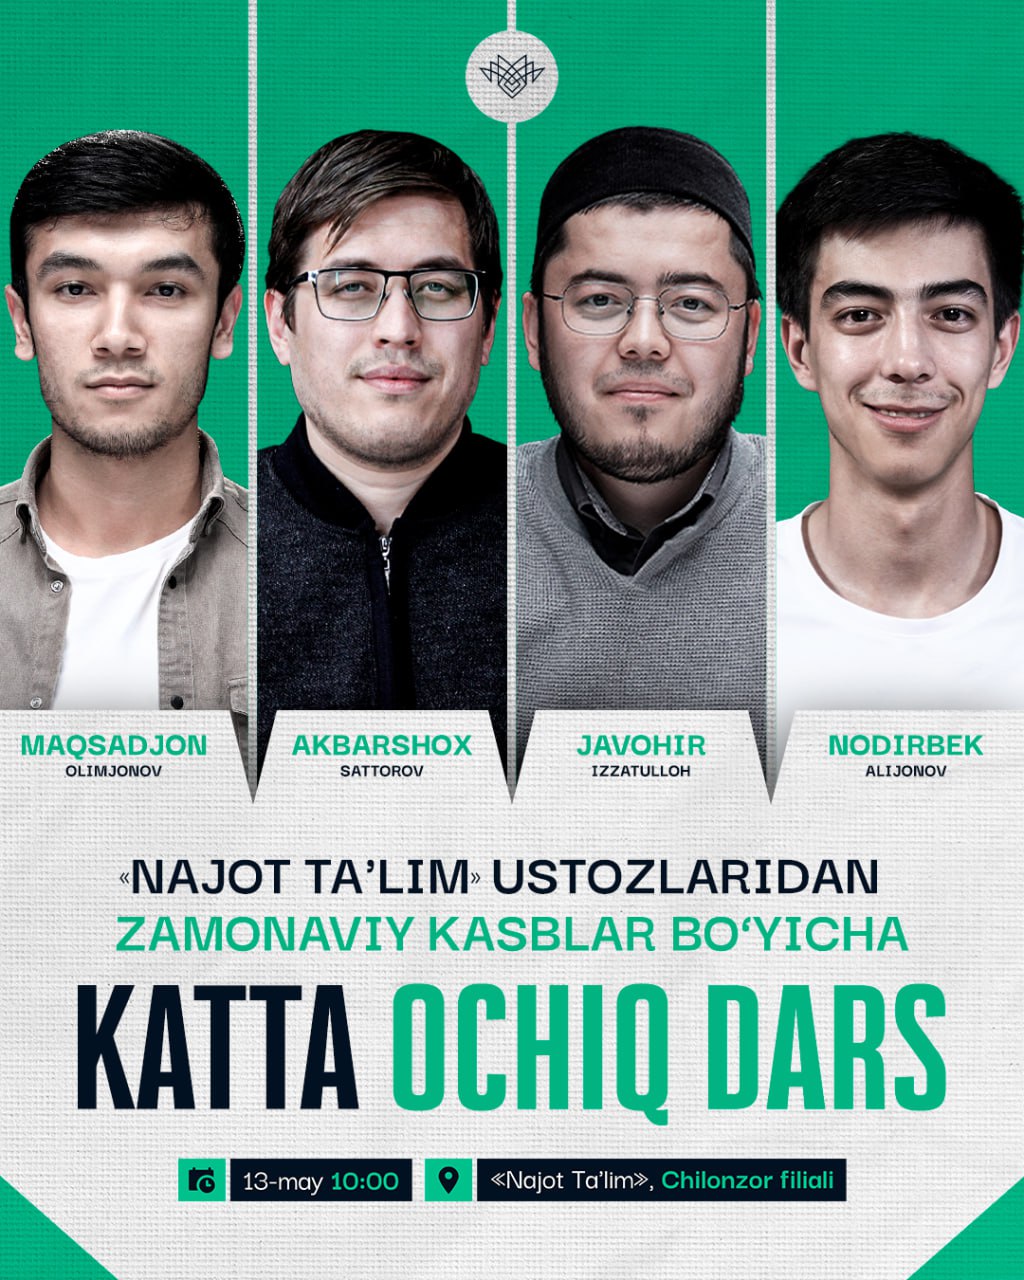 MAQSADJON
OLIMJONOV
AKBARSHOX
SATTOROV
JAVOHIR
IZZATULLOH
NODIRBEK
ALIJONOV
«NAJOT TA’LIM» USTOZLARIDAN
ZAMONAVIY KASBLAR BO‘YICHA
KATTA OCHIQ DARS
13-may 10:00
«Najot Ta’lim», Chilonzor filiali